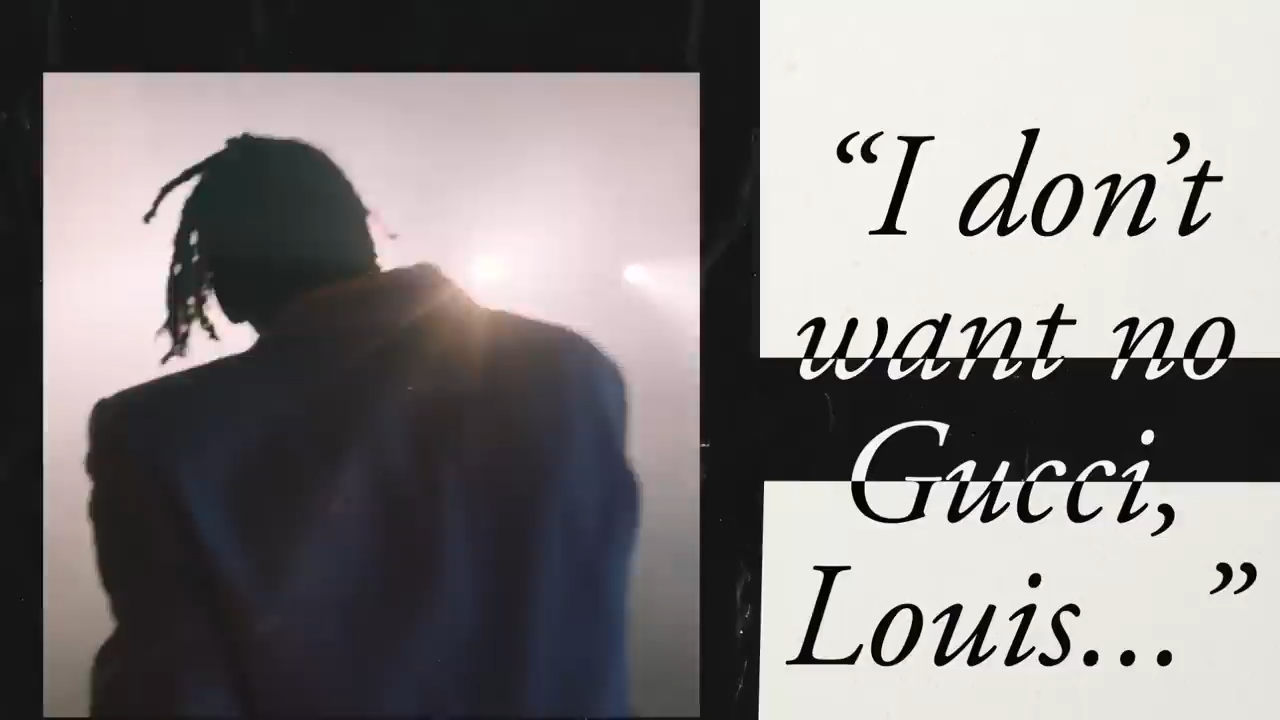 “I don’t
want no
Gucci,
Louis...”